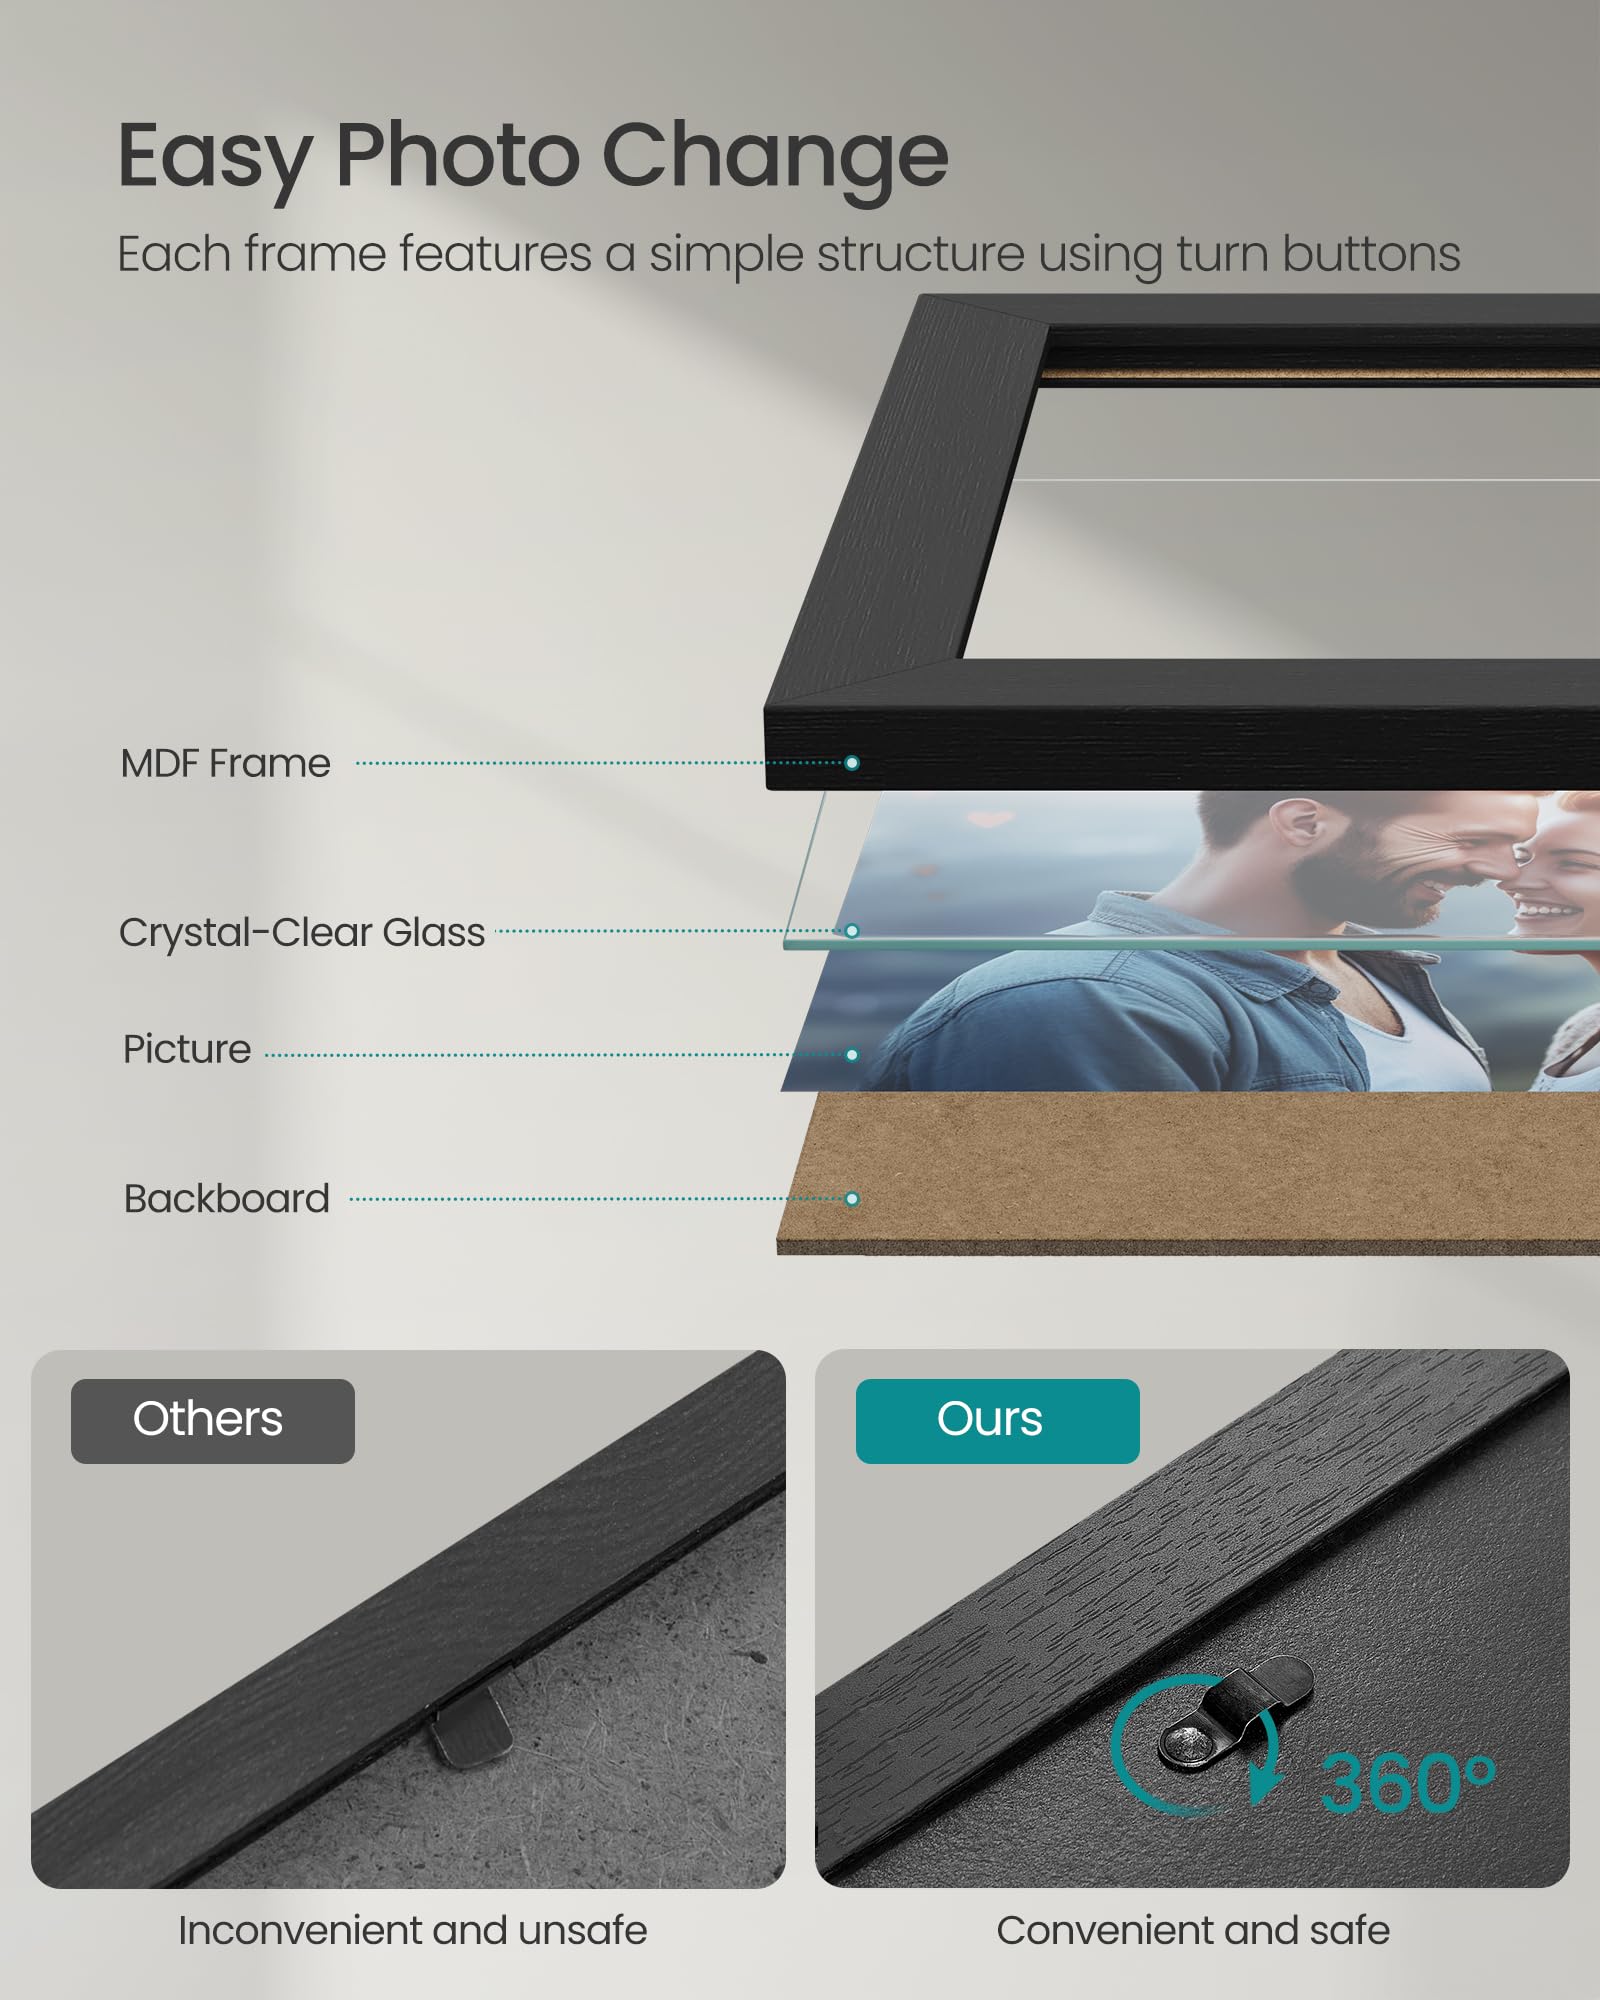 Easy Photo Change
Each frame features a simple structure using turn buttons
MDF Frame
Crystal-Clear Glass
Picture
Backboard
Others
Ours
360°
Inconvenient and unsafe
Convenient and safe